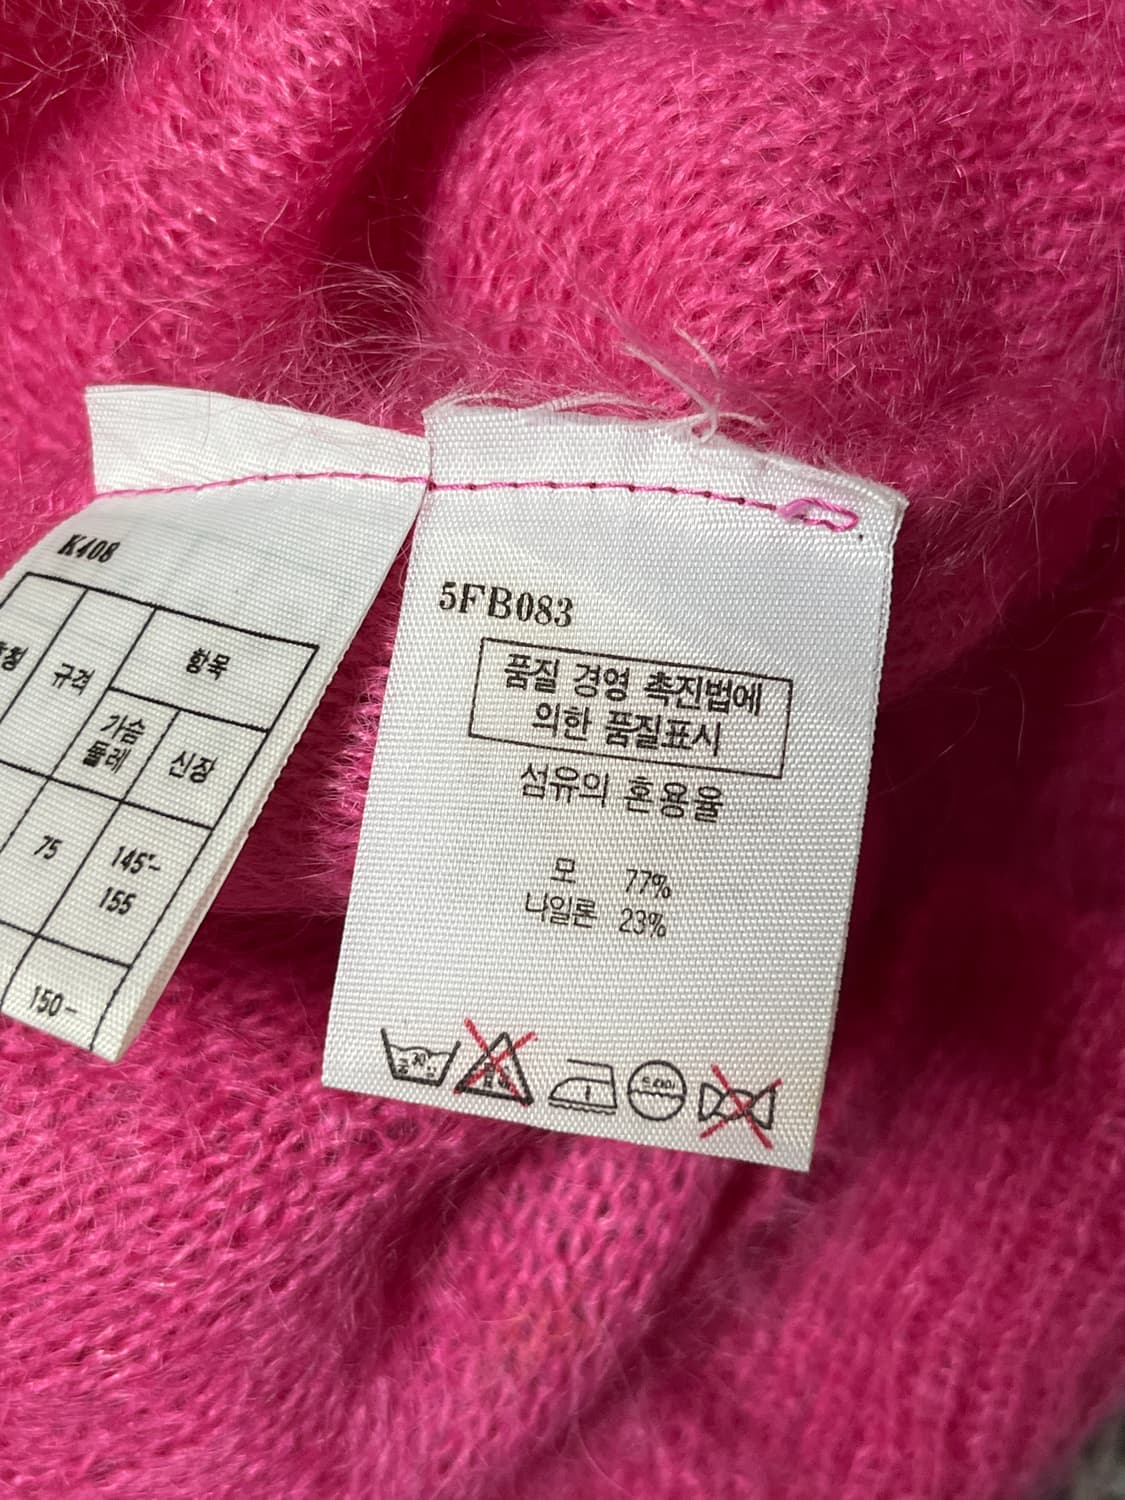 K408
규격
항목
가슴
둘레
신장
75
145-
155
150-
5FB083
품질 경영 촉진법에
의한 품질표시
섬유의 혼용율
모 77%
나일론 23%